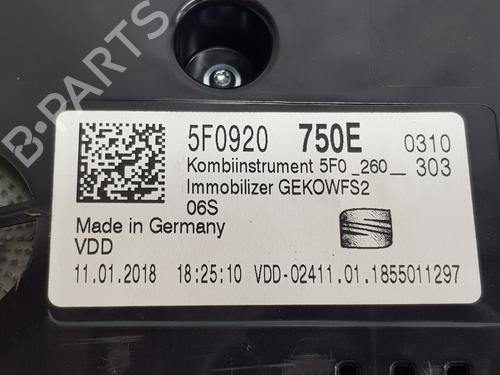 B-PARTS
5F0920 750E 0310
Kombiinstrument 5F0 _260__ 303
Immobilizer GEKOWFS2
06S
Made in Germany
VDD
11.01.2018 18:25:10 VDD-02411.01.1855011297